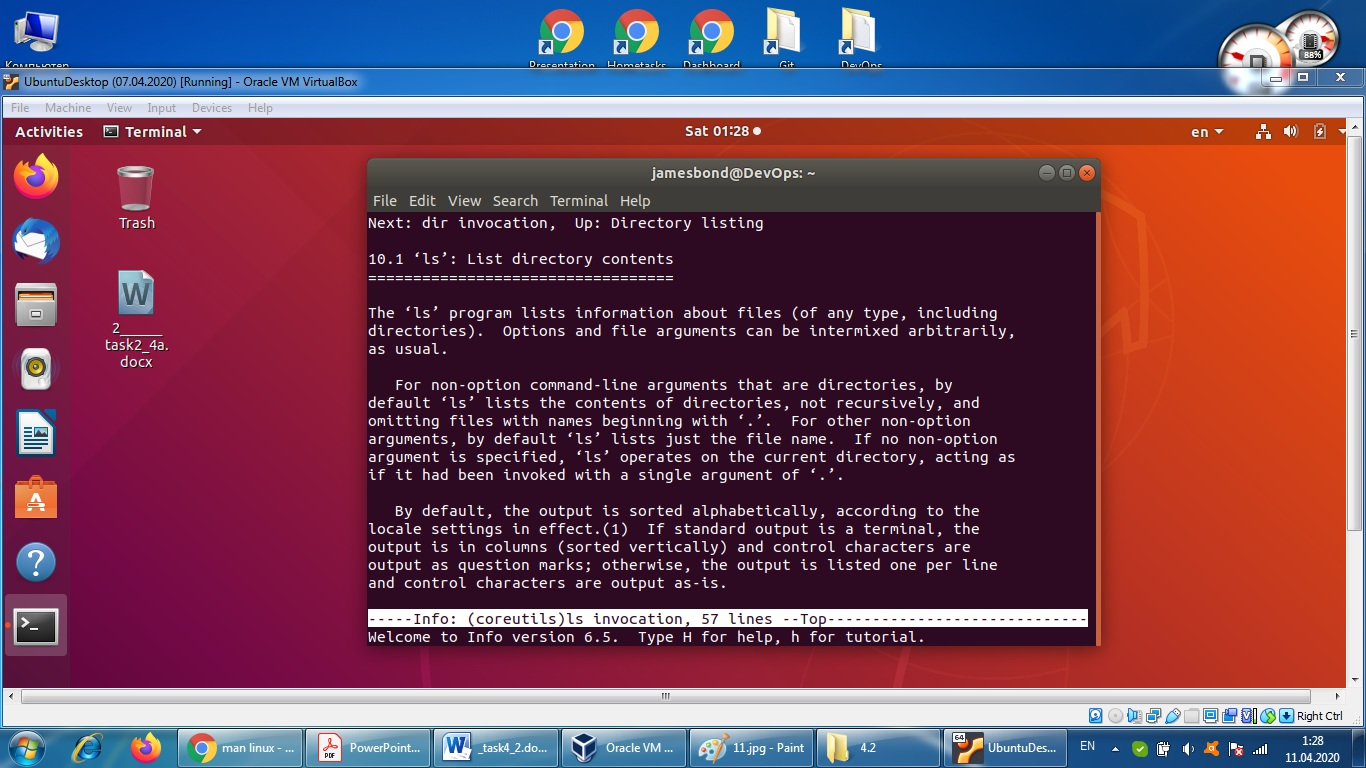 Компьютер
Presentation
Hometasks
Dashboard
Git
DevOps
88%
UbuntuDesktop (07.04.2020) [Running] - Oracle VM VirtualBox
File Machine View Input Devices Help
Activities Terminal Sat 01:28 en
Trash
2______
task2_4a.
docx
jamesbond@DevOps: ~
File Edit View Search Terminal Help
Next: dir invocation,  Up: Directory listing
10.1 ‘ls’: List directory contents
==================================
The ‘ls’ program lists information about files (of any type, including
directories).  Options and file arguments can be intermixed arbitrarily,
as usual.
For non-option command-line arguments that are directories, by
default ‘ls’ lists the contents of directories, not recursively, and
omitting files with names beginning with ‘.’.  For other non-option
arguments, by default ‘ls’ lists just the file name.  If no non-option
argument is specified, ‘ls’ operates on the current directory, acting as
if it had been invoked with a single argument of ‘.’.
By default, the output is sorted alphabetically, according to the
locale settings in effect.(1)  If standard output is a terminal, the
output is in columns (sorted vertically) and control characters are
output as question marks; otherwise, the output is listed one per line
and control characters are output as-is.
-----Info: (coreutils)ls invocation, 57 lines --Top-----------------------------
Welcome to Info version 6.5.  Type H for help, h for tutorial.
Right Ctrl
man linux - ...
PowerPoint...
_task4_2.do...
Oracle VM ...
11.jpg - Paint
4.2
64
UbuntuDes...
EN
1:28
11.04.2020